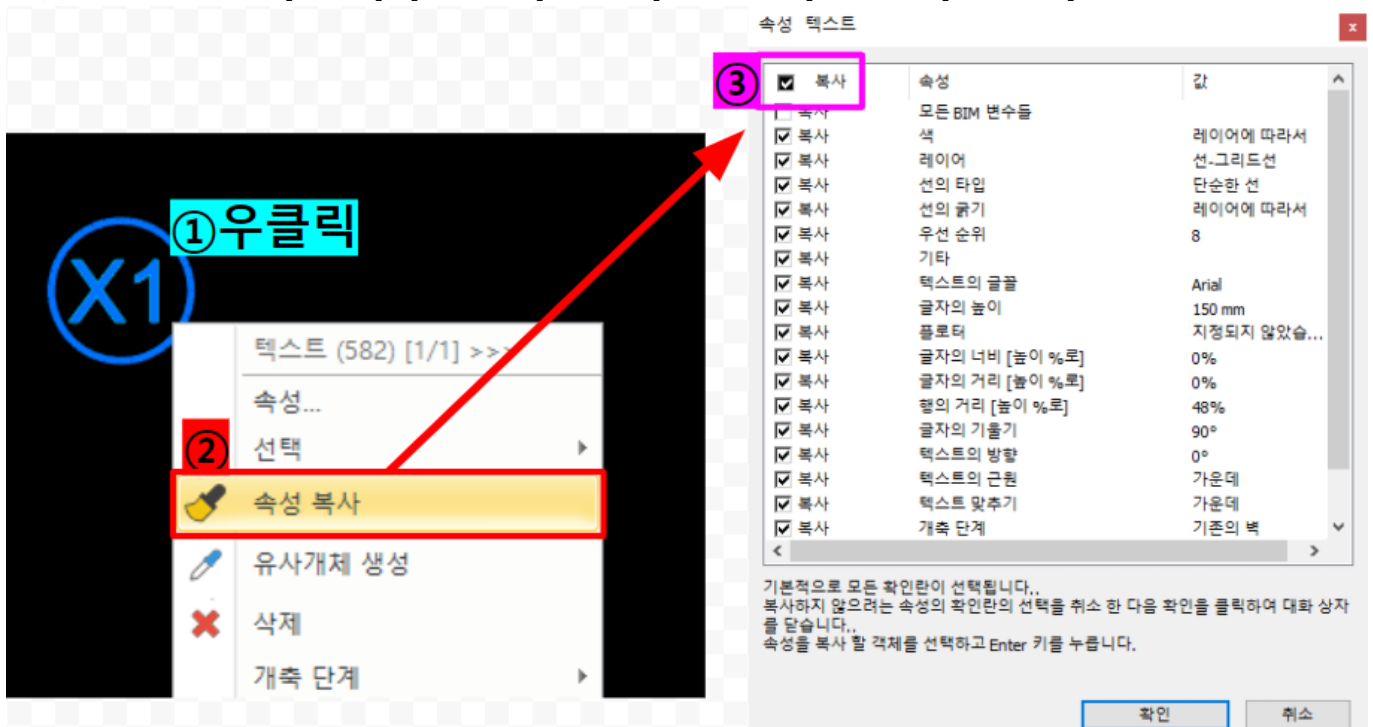 ①우클릭
X1
텍스트 (582) [1/1] >>>
속성...
②
선택
속성 복사
유사개체 생성
삭제
개축 단계
속성 텍스트
x
③
복사 속성 값
복사 모든 BIM 변수들
복사 색 레이어에 따라서
복사 레이어 선-그리드선
복사 선의 타입 단순한 선
복사 선의 굵기 레이어에 따라서
복사 우선 순위 8
복사 기타
복사 텍스트의 글꼴 Arial
복사 글자의 높이 150 mm
복사 플로터 지정되지 않았습...
복사 글자의 너비 [높이 %로] 0%
복사 글자의 거리 [높이 %로] 0%
복사 행의 거리 [높이 %로] 48%
복사 글자의 기울기 90°
복사 텍스트의 방향 0°
복사 텍스트의 근원 가운데
복사 텍스트 맞추기 가운데
복사 개축 단계 기존의 벽
기본적으로 모든 확인란이 선택됩니다..
복사하지 않으려는 속성의 확인란의 선택을 취소 한 다음 확인을 클릭하여 대화 상자
를 닫습니다..
속성을 복사 할 객체를 선택하고 Enter 키를 누릅니다.
확인 취소